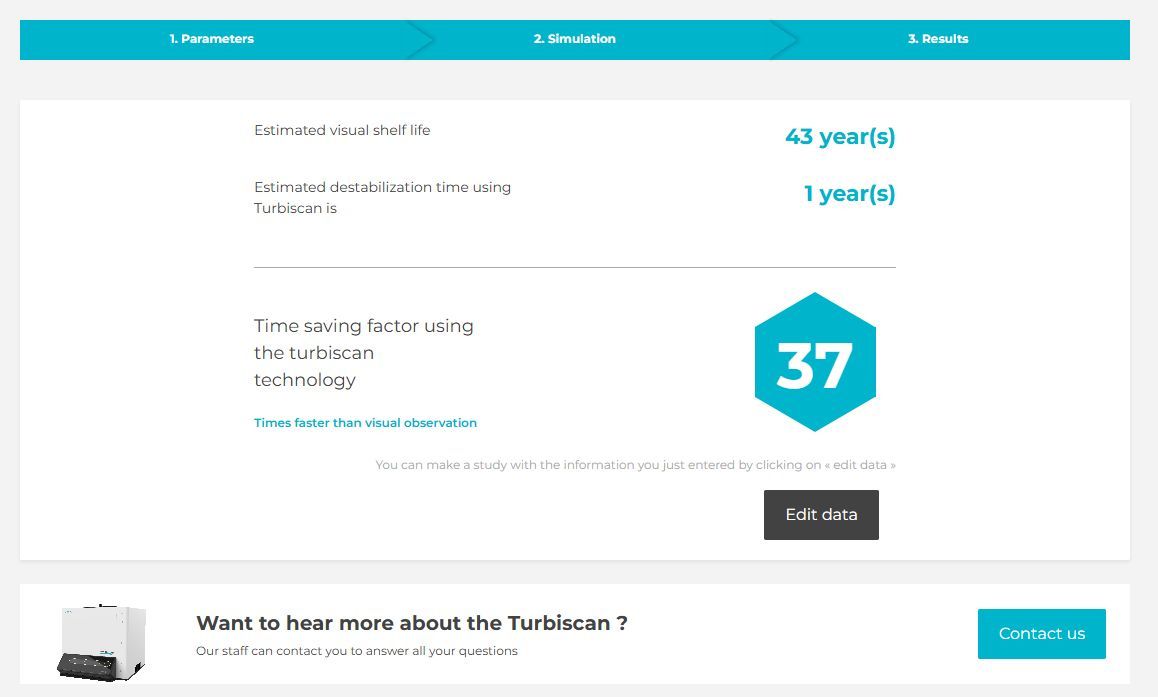 1. Parameters
2. Simulation
3. Results
Estimated visual shelf life
43 year(s)
Estimated destabilization time using
Turbiscan is
1 year(s)
Time saving factor using
the turbiscan
technology
37
Times faster than visual observation
You can make a study with the information you just entered by clicking on « edit data »
Edit data
Want to hear more about the Turbiscan ?
Our staff can contact you to answer all your questions
Contact us